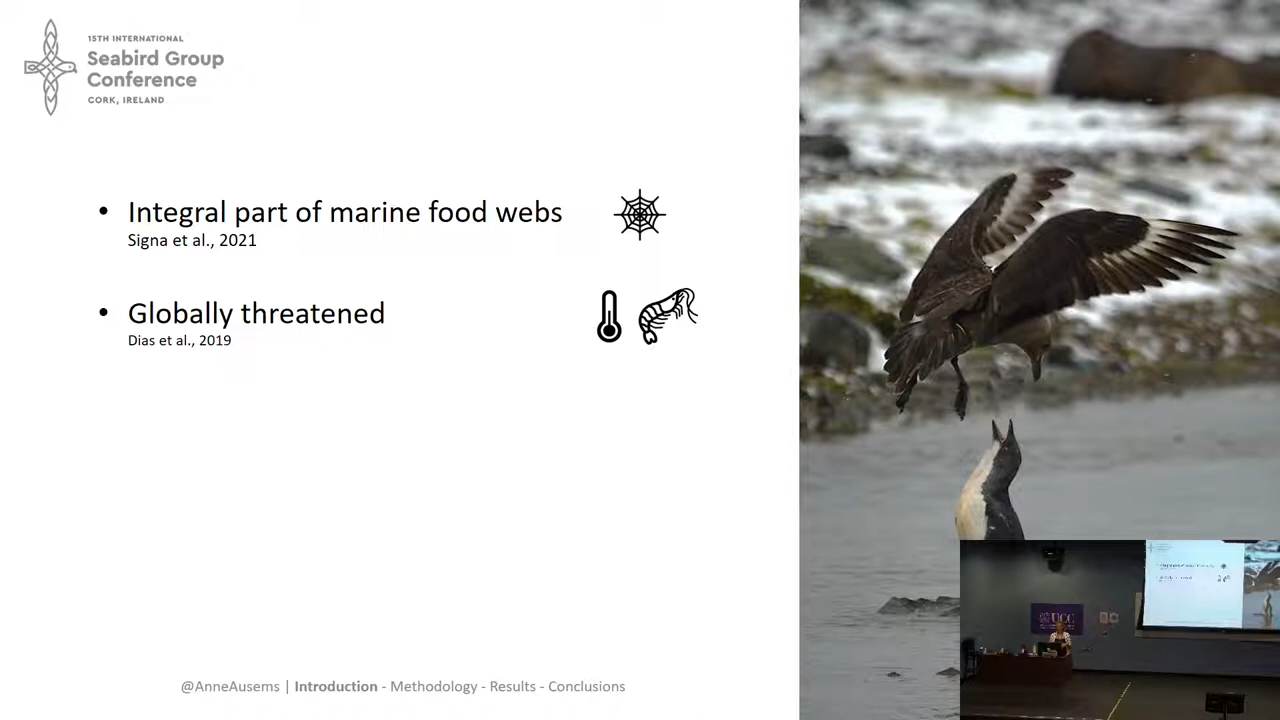 15TH INTERNATIONAL
Seabird Group
Conference
CORK, IRELAND
• Integral part of marine food webs
Signa et al., 2021
• Globally threatened
Dias et al., 2019
UCC
@AnneAusems | Introduction - Methodology - Results - Conclusions